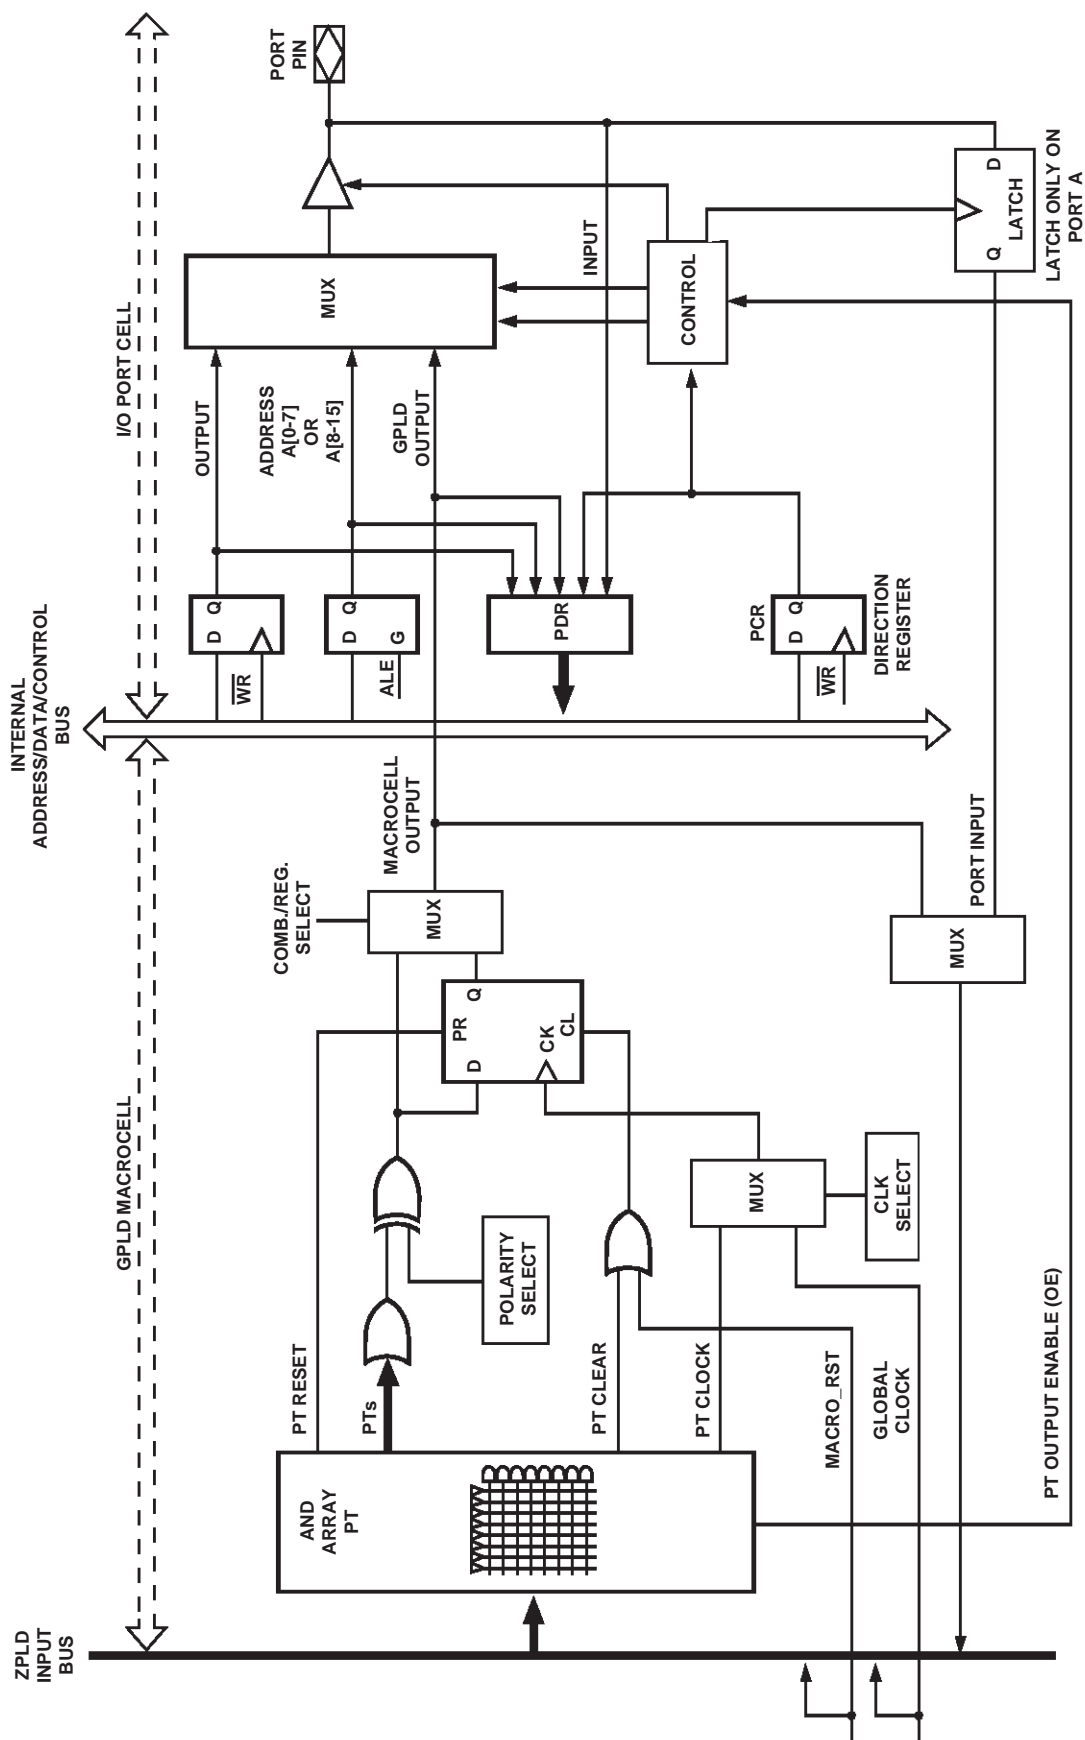 ZPLD
INPUT
BUS
GPLD MACROCELL
INTERNAL
ADDRESS/DATA/CONTROL
BUS
I/O PORT CELL
AND
ARRAY
PT
PT RESET
PTs
PT CLEAR
PT CLOCK
MACRO_RST
GLOBAL
CLOCK
PT OUTPUT ENABLE (OE)
POLARITY
SELECT
MUX
CLK
SELECT
PR
D
Q
CK
CL
COMB./REG.
SELECT
MUX
MACROCELL
OUTPUT
MUX
PORT INPUT
D Q
WR
D Q
G
ALE
PDR
PCR
D Q
WR
DIRECTION
REGISTER
OUTPUT
ADDRESS
A[0-7]
OR
A[8-15]
GPLD
OUTPUT
MUX
INPUT
CONTROL
PORT
PIN
Q
D
LATCH
LATCH ONLY ON
PORT A